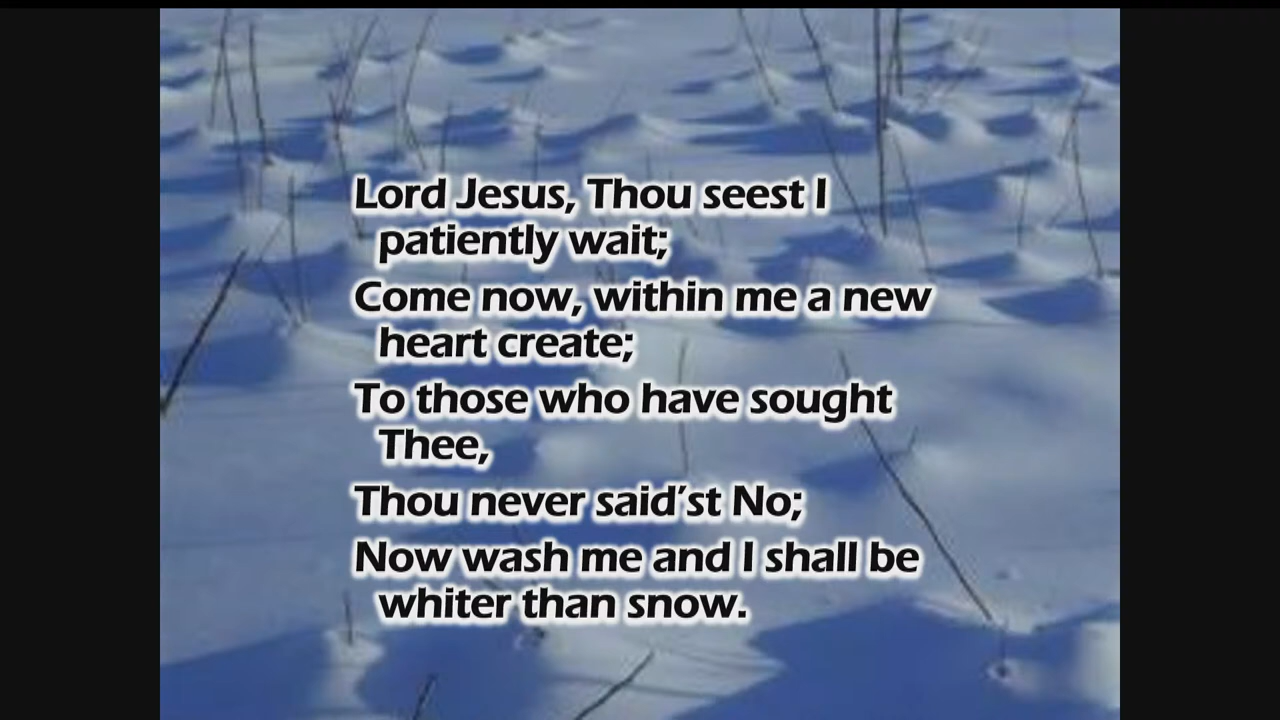 Lord Jesus, Thou seest I
patiently wait;
Come now, within me a new
heart create;
To those who have sought
Thee,
Thou never said'st No;
Now wash me and I shall be
whiter than snow.